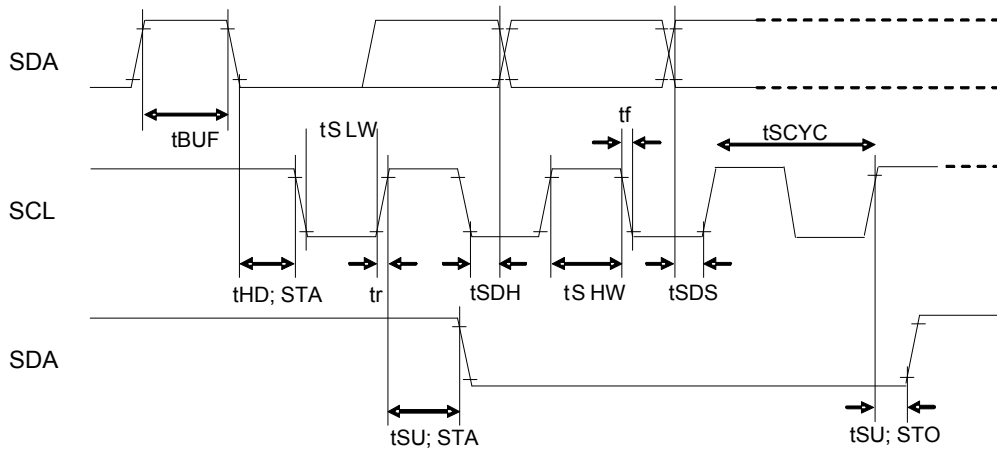 SDA
tBUF
tS LW
tf
tSCYC
SCL
tHD; STA
tr
tSDH
tS HW
tSDS
SDA
tSU; STA
tSU; STO